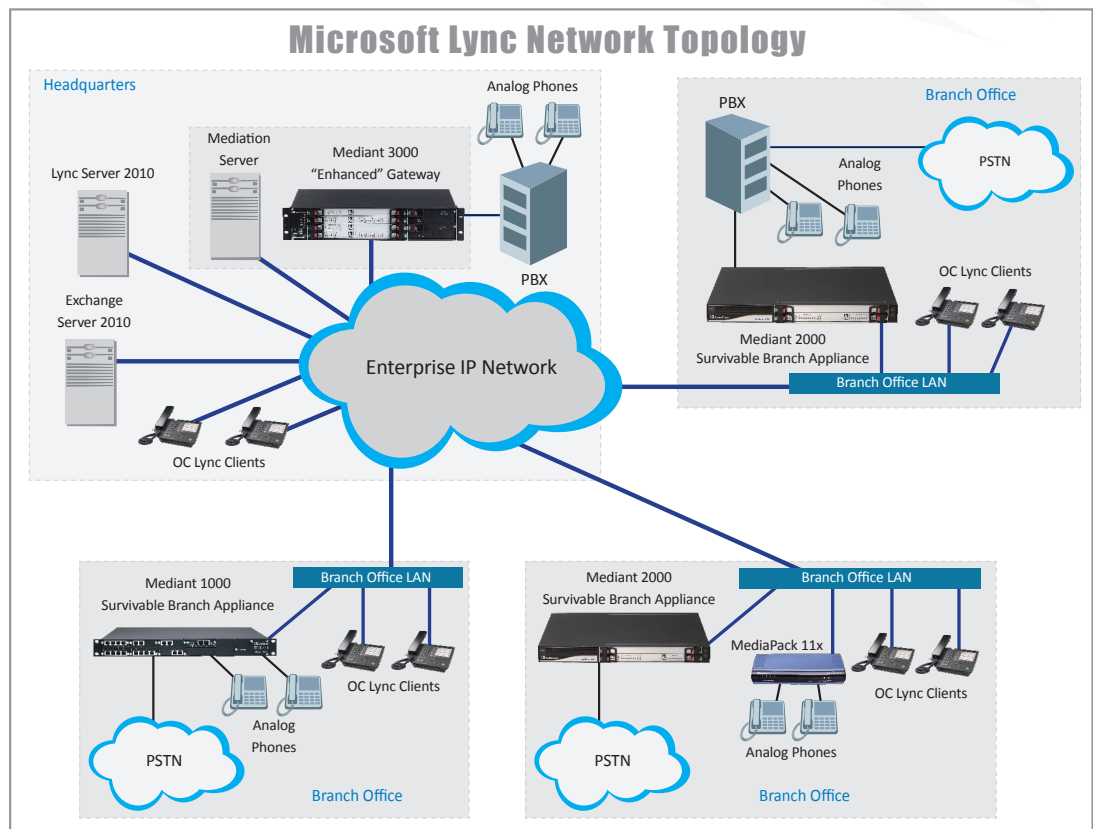 Microsoft Lync Network Topology
Headquarters
Analog Phones
Mediation
Server
Mediant 3000
“Enhanced” Gateway
Lync Server 2010
PBX
Exchange
Server 2010
Enterprise IP Network
OC Lync Clients
Branch Office
PBX
PSTN
Analog
Phones
OC Lync Clients
Mediant 2000
Survivable Branch Appliance
Branch Office LAN
Mediant 1000
Survivable Branch Appliance
Branch Office LAN
OC Lync Clients
Analog
Phones
PSTN
Branch Office
Mediant 2000
Survivable Branch Appliance
Branch Office LAN
MediaPack 11x
OC Lync Clients
Analog Phones
PSTN
Branch Office